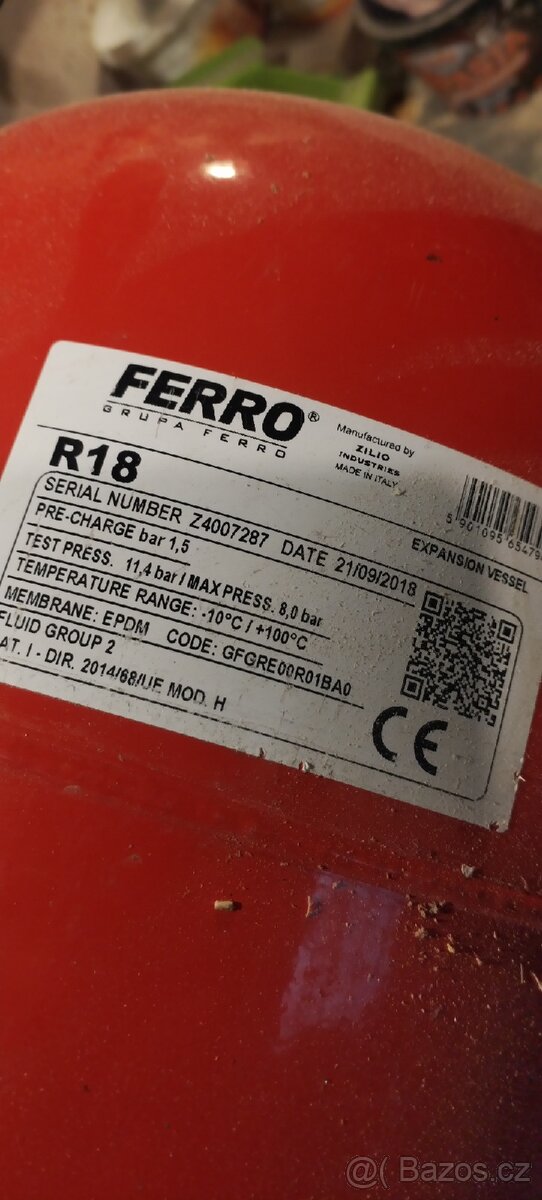 FERRO®
GRUPA FERRO
Manufactured by
ZILIO
INDUSTRIES
MADE IN ITALY
R18
EXPANSION VESSEL
SERIAL NUMBER Z4007287 DATE 21/09/2018
PRE-CHARGE bar 1,5
TEST PRESS. 11,4 bar / MAX PRESS. 8,0 bar
TEMPERATURE RANGE: -10°C / +100°C
MEMBRANE: EPDM CODE: GFGRE00R01BA0
FLUID GROUP 2
AT. I - DIR. 2014/68/UE MOD. H
CE
@( Bazos.cz